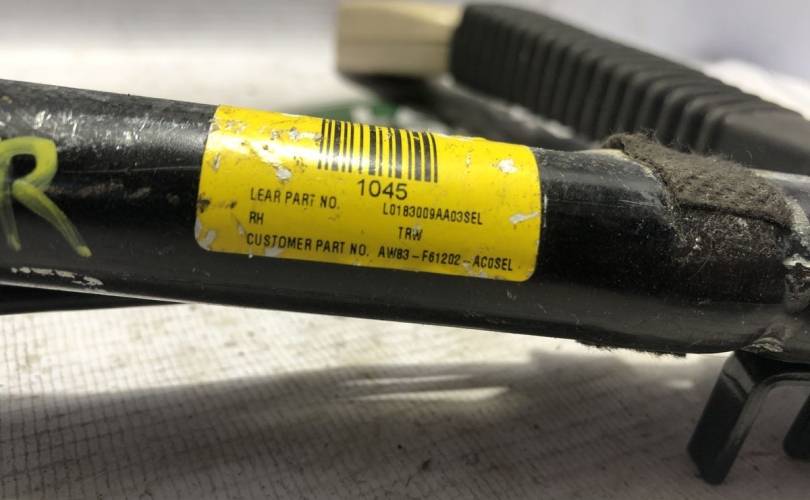 R
1045
LEAR PART NO. L0183009AA03SEL
RH TRW
CUSTOMER PART NO. AW83-F61202-AC0SEL